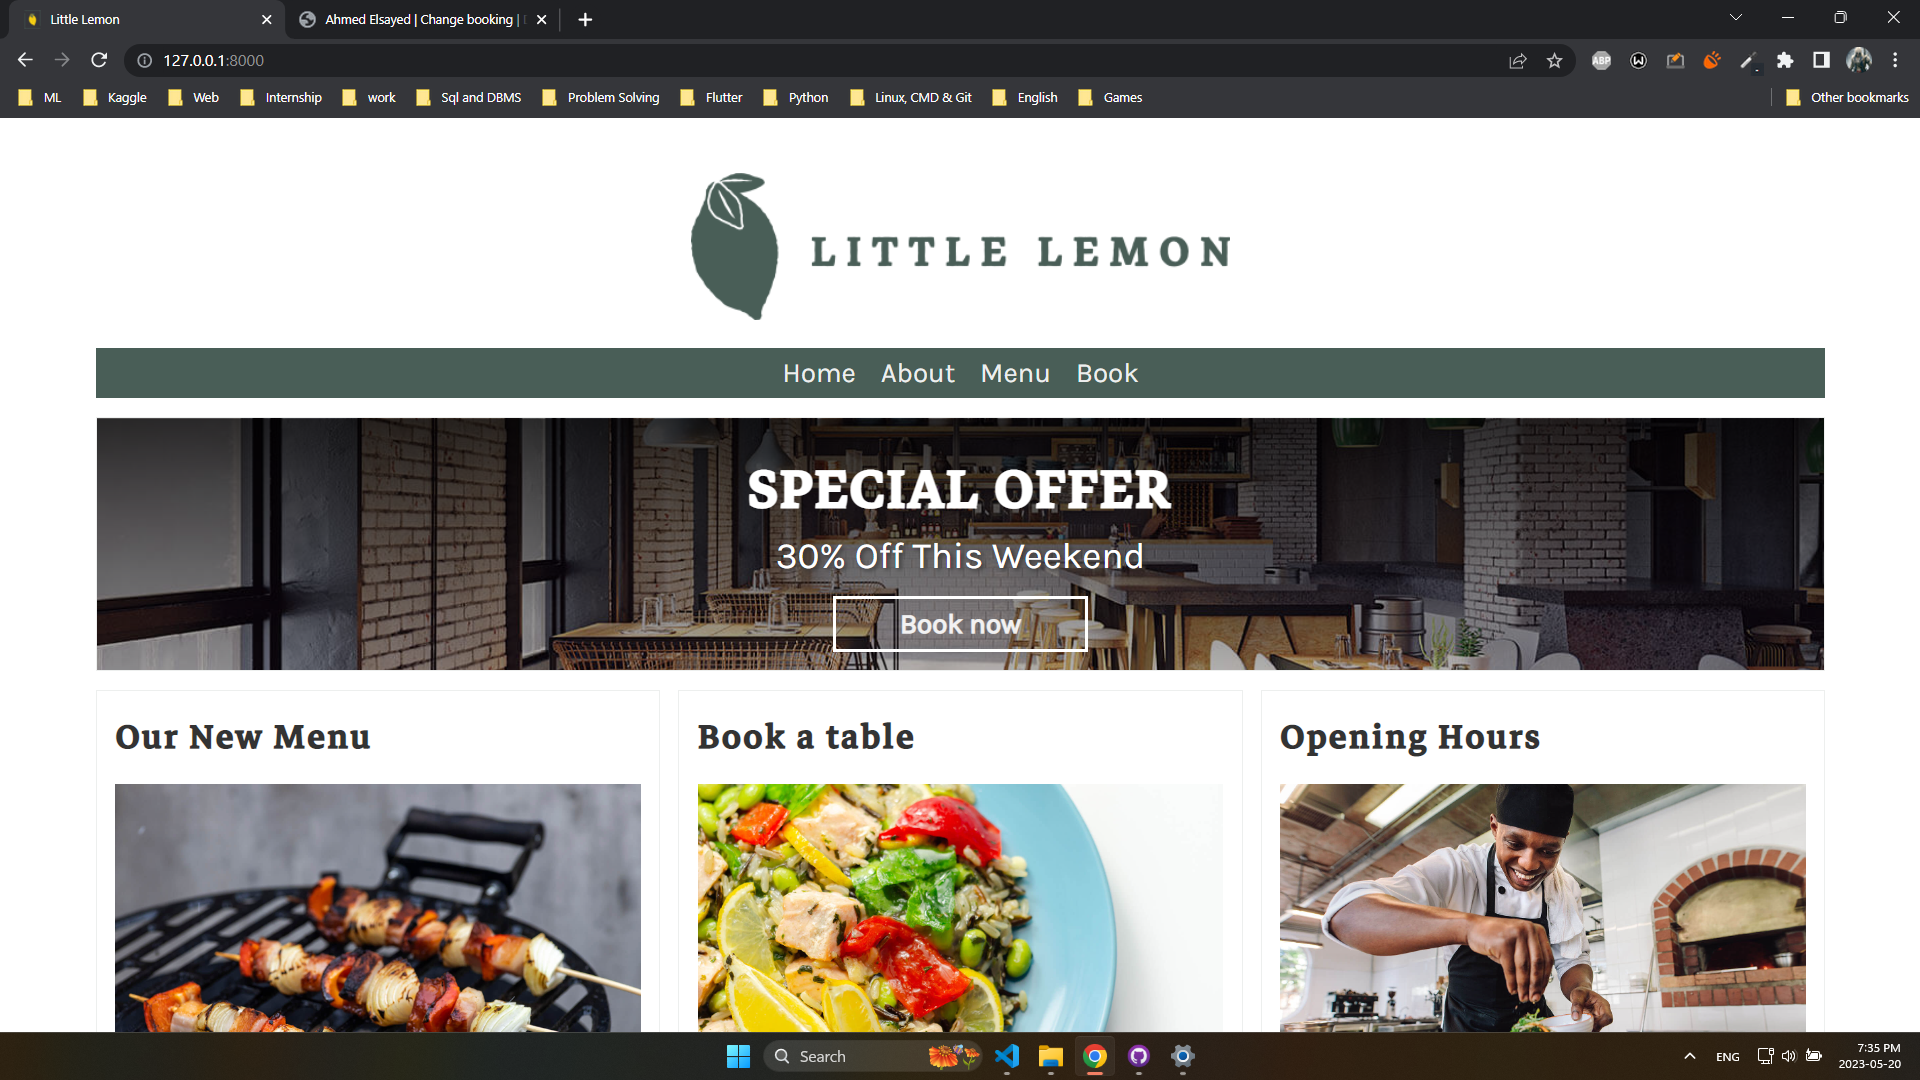 Little Lemon
Ahmed Elsayed | Change booking |
127.0.0.1:8000
ABP
ML Kaggle Web Internship work Sql and DBMS Problem Solving Flutter Python Linux, CMD & Git English Games Other bookmarks
LITTLE LEMON
Home About Menu Book
SPECIAL OFFER
30% Off This Weekend
Book now
Our New Menu
Book a table
Opening Hours
Search
ENG
7:35 PM
2023-05-20